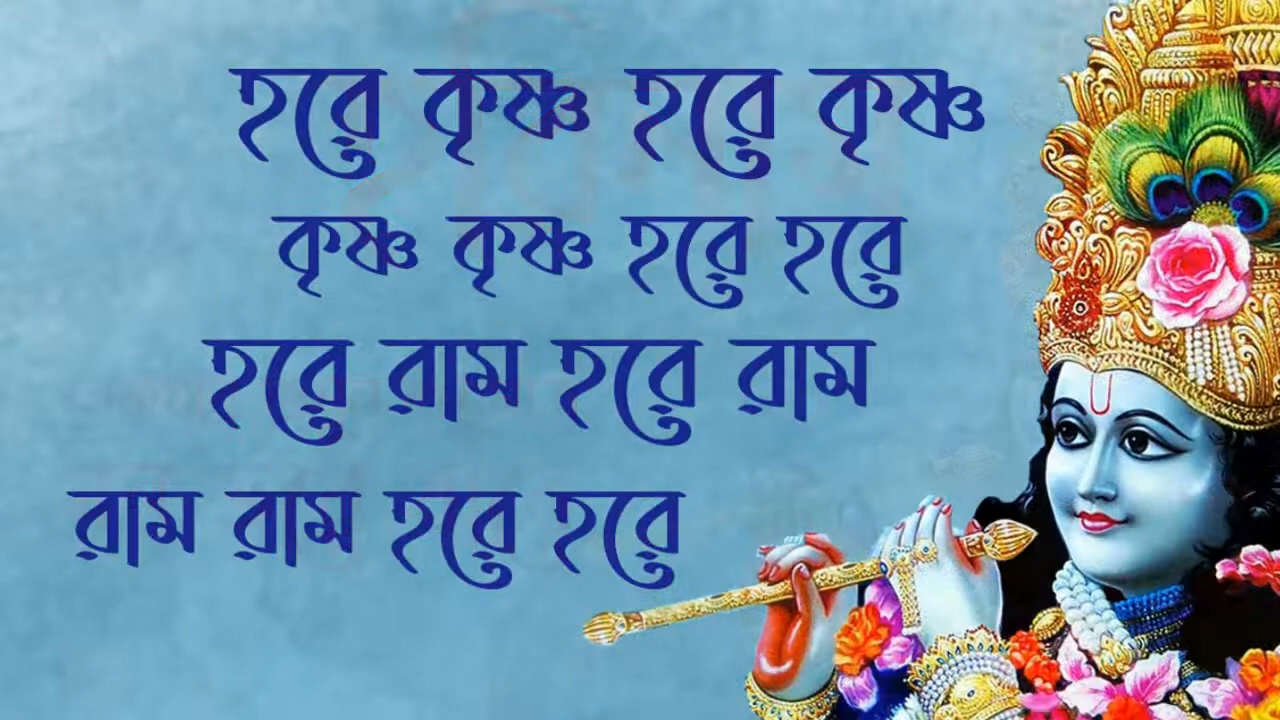 হরে কৃষ্ণ হরে কৃষ্ণ
কৃষ্ণ কৃষ্ণ হরে হরে
হরে রাম হরে রাম
রাম রাম হরে হরে